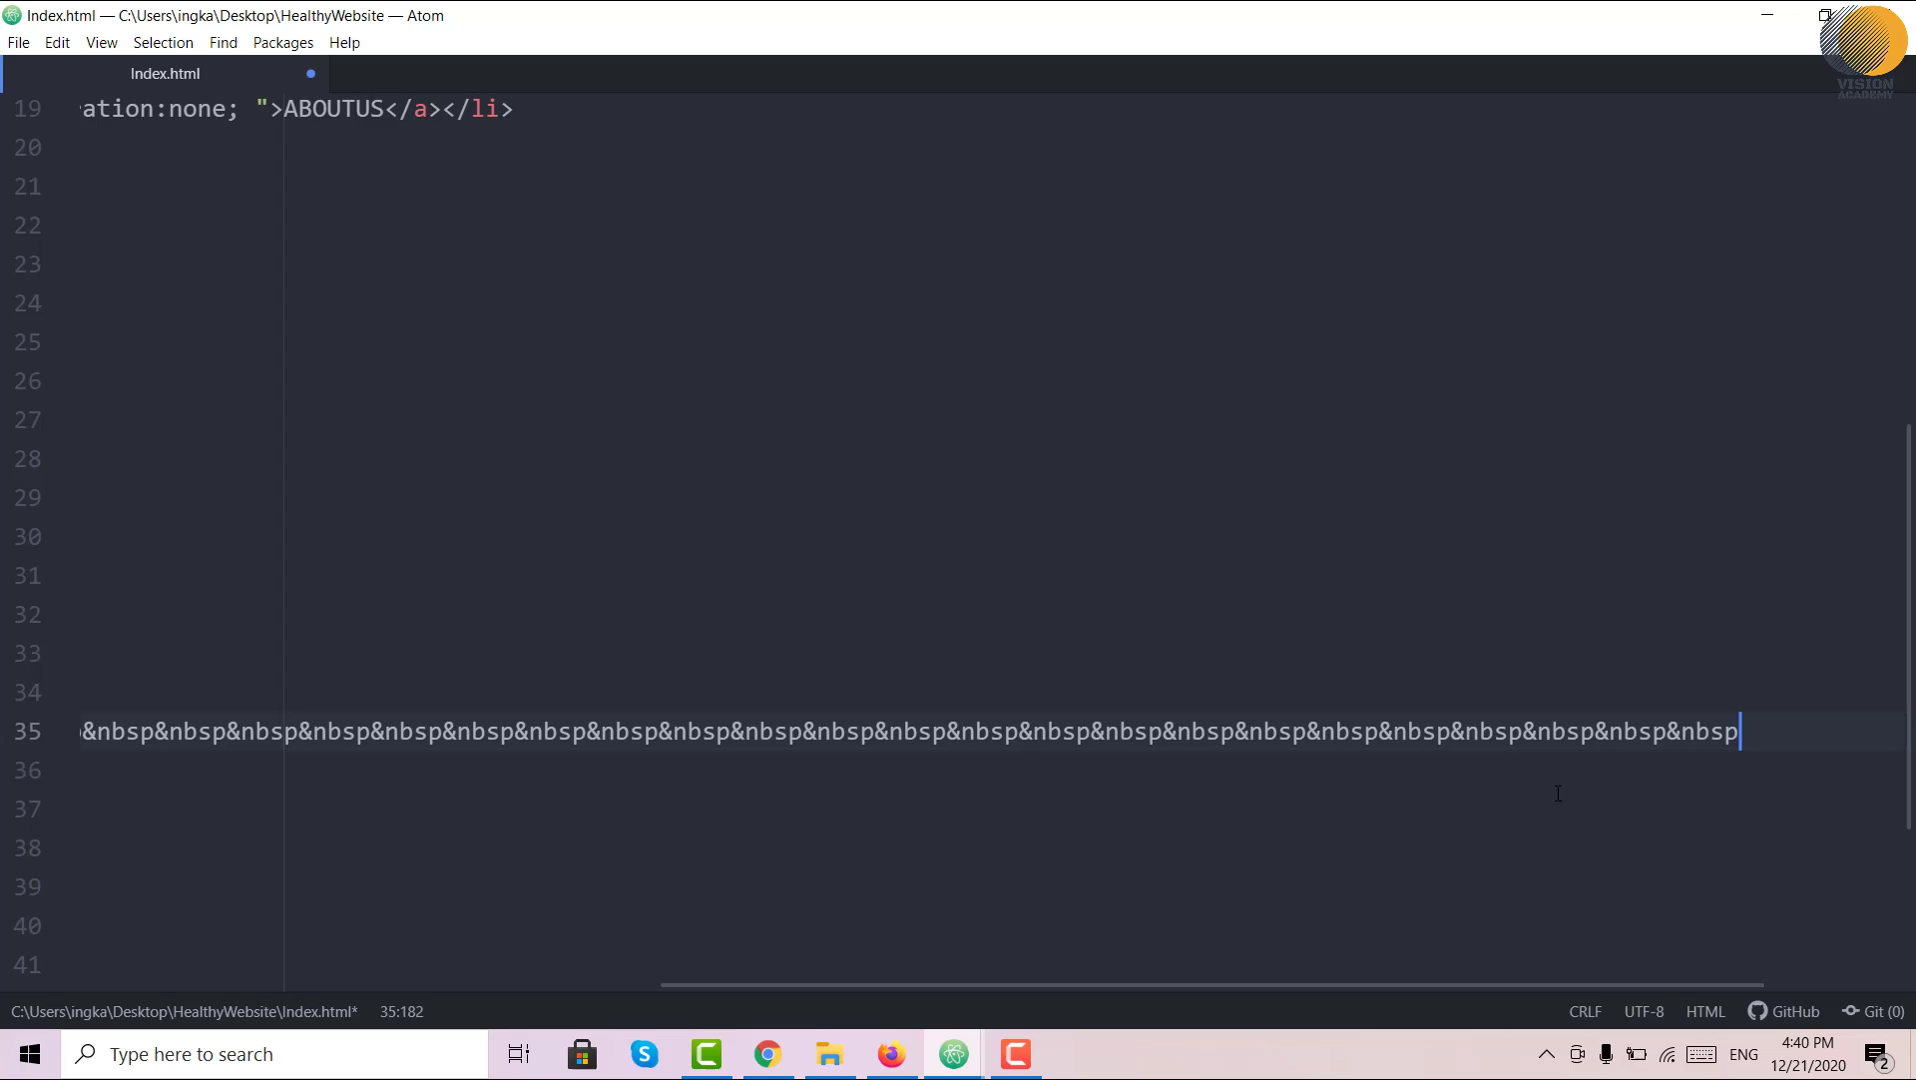 Index.html — C:\Users\ingka\Desktop\HealthyWebsite — Atom
File Edit View Selection Find Packages Help
VISION
ACADEMY
Index.html
19 ration:none; ">ABOUTUS</a></li>
20
21
22
23
24
25
26
27
28
29
30
31
32
33
34
35 p&nbsp&nbsp&nbsp&nbsp&nbsp&nbsp&nbsp&nbsp&nbsp&nbsp&nbsp&nbsp&nbsp&nbsp&nbsp&nbsp&nbsp&nbsp&nbsp&nbsp&nbsp&nbsp&nbsp
36
37
38
39
40
41
C:\Users\ingka\Desktop\HealthyWebsite\Index.html* 35:182 CRLF UTF-8 HTML GitHub Git (0)
Type here to search ENG 4:40 PM
12/21/2020 2